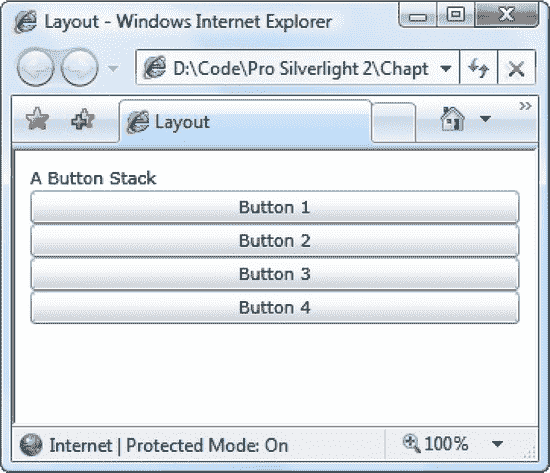 Layout - Windows Internet Explorer
D:\Code\Pro Silverlight 2\Chapt
Layout
A Button Stack
Button 1
Button 2
Button 3
Button 4
Internet | Protected Mode: On
100%